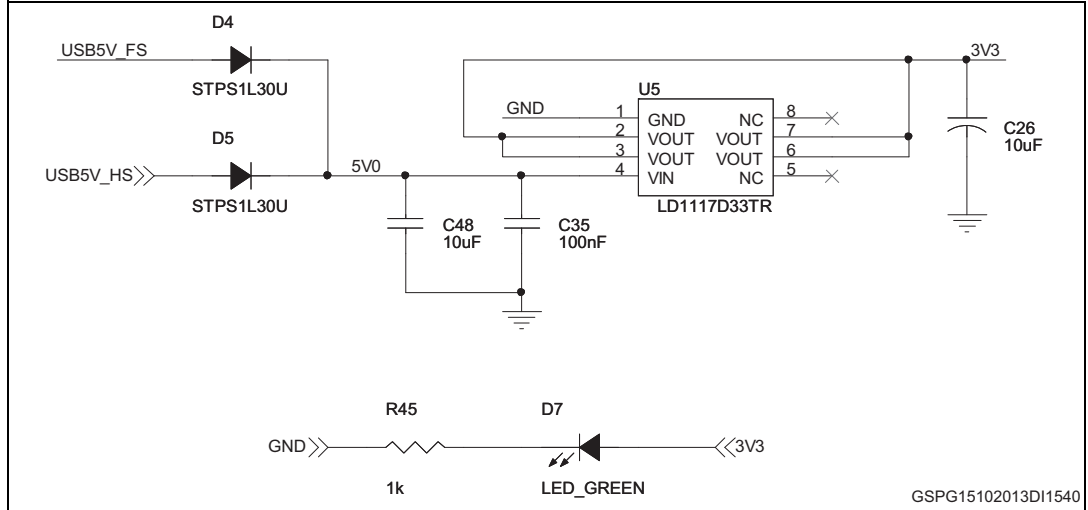 D4
USB5V_FS
STPS1L30U
D5
USB5V_HS
STPS1L30U
5V0
C48
10uF
C35
100nF
U5
GND
1 GND NC 8
2 VOUT VOUT 7
3 VOUT VOUT 6
4 VIN NC 5
LD1117D33TR
3V3
C26
10uF
R45
D7
GND
3V3
1k
LED_GREEN
GSPG15102013DI1540